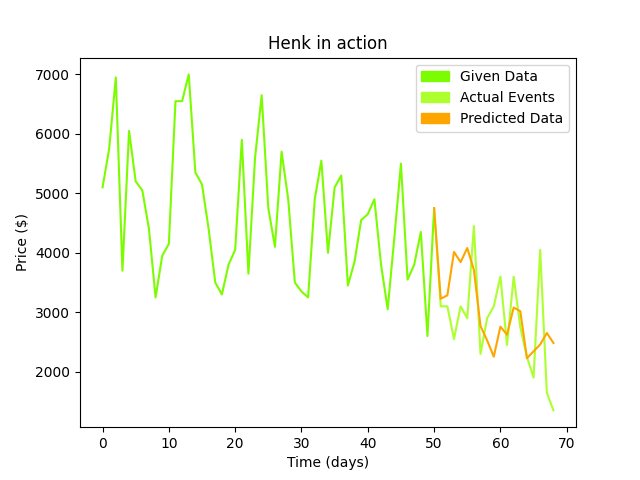 Henk in action
Given Data
Actual Events
Predicted Data
7000
6000
5000
4000
3000
2000
Price ($)
0 10 20 30 40 50 60 70
Time (days)